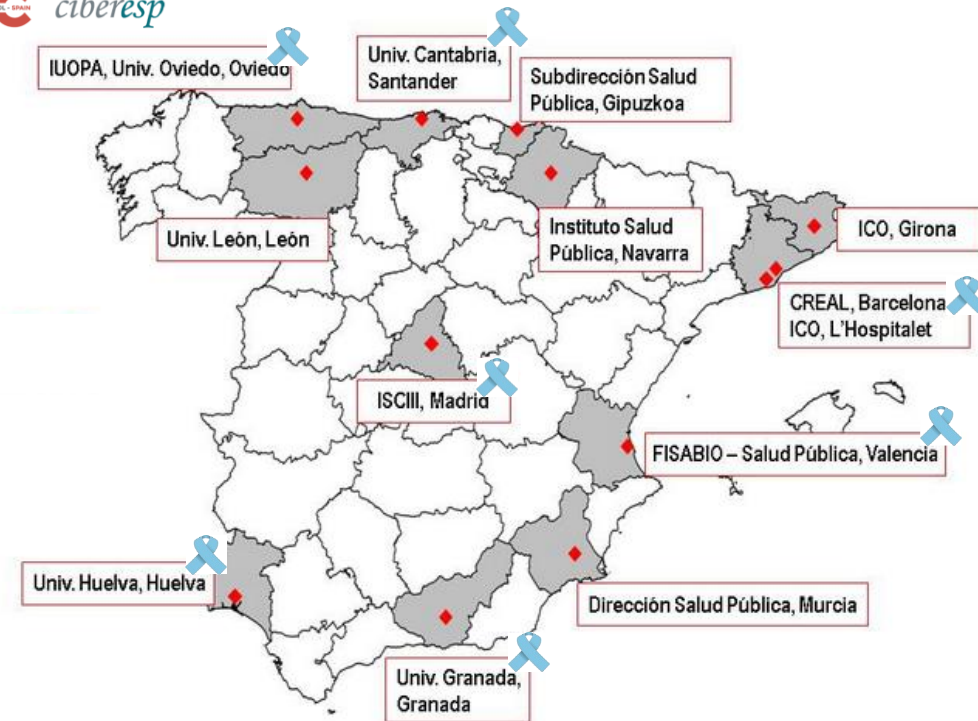 OL - SPAIN
ciberesp
IUOPA, Univ. Oviedo, Oviedo
Univ. Cantabria,
Santander
Subdirección Salud
Pública, Gipuzkoa
Univ. León, León
Instituto Salud
Pública, Navarra
ICO, Girona
CREAL, Barcelona
ICO, L'Hospitalet
ISCIII, Madrid
FISABIO – Salud Pública, Valencia
Univ. Huelva, Huelva
Dirección Salud Pública, Murcia
Univ. Granada,
Granada